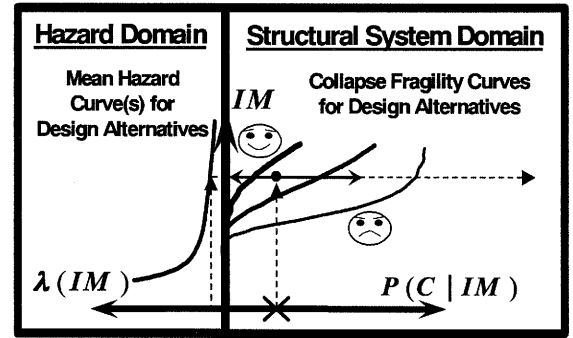 Hazard Domain
Structural System Domain
Mean Hazard
Curve(s) for
Design Alternatives
IM
Collapse Fragility Curves
for Design Alternatives
λ(IM)
P(C | IM)